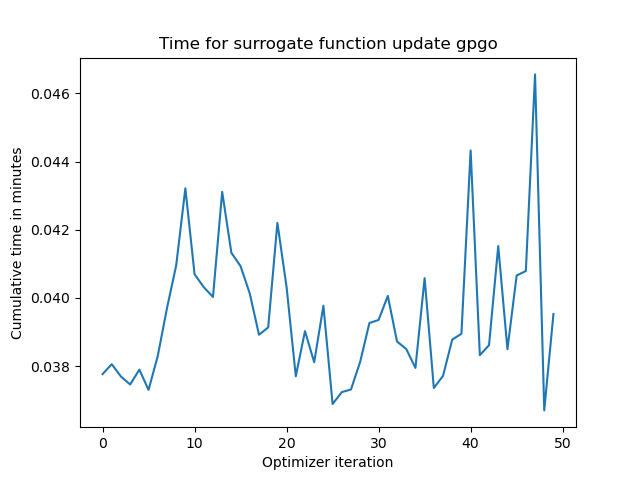 Time for surrogate function update gpgo
0.046
0.044
0.042
0.040
0.038
Cumulative time in minutes
0 10 20 30 40 50
Optimizer iteration